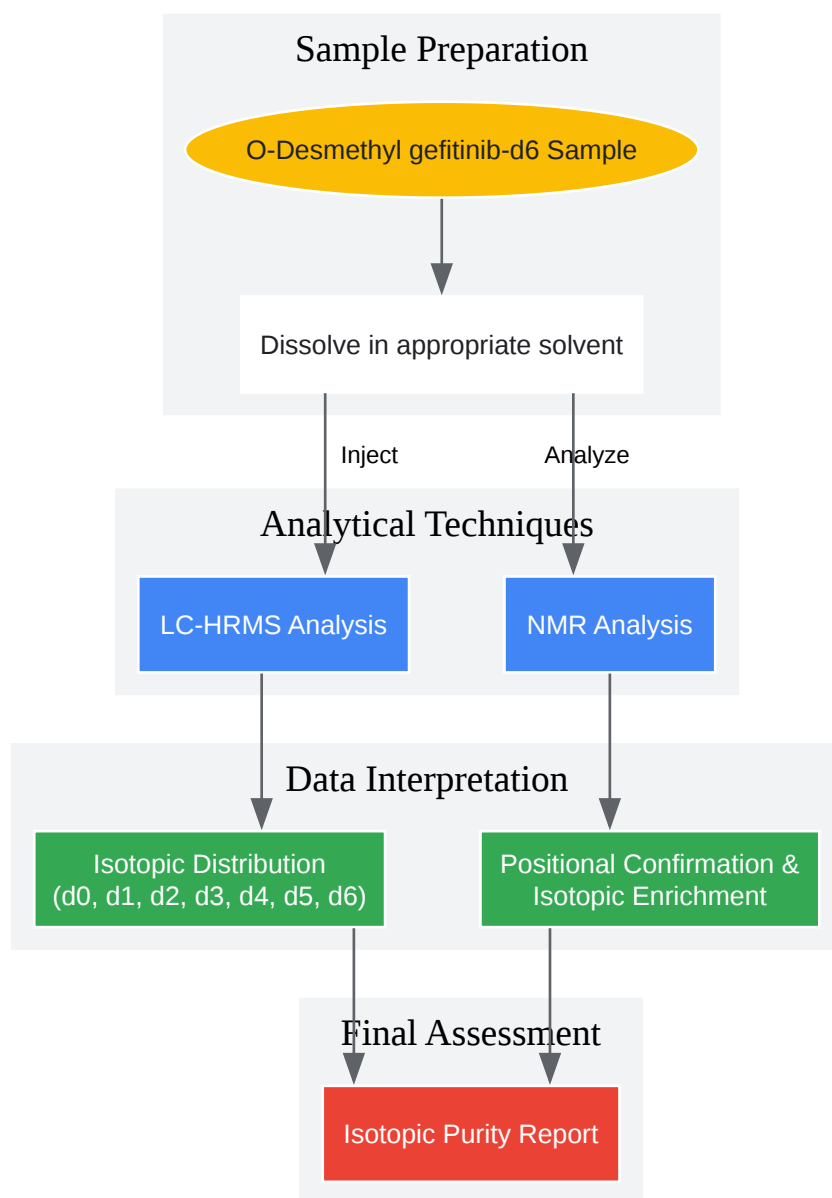 Sample Preparation
O-Desmethyl gefitinib-d6 Sample
Dissolve in appropriate solvent
Inject
Analyze
Analytical Techniques
LC-HRMS Analysis
NMR Analysis
Data Interpretation
Isotopic Distribution
(d0, d1, d2, d3, d4, d5, d6)
Positional Confirmation &
Isotopic Enrichment
Final Assessment
Isotopic Purity Report